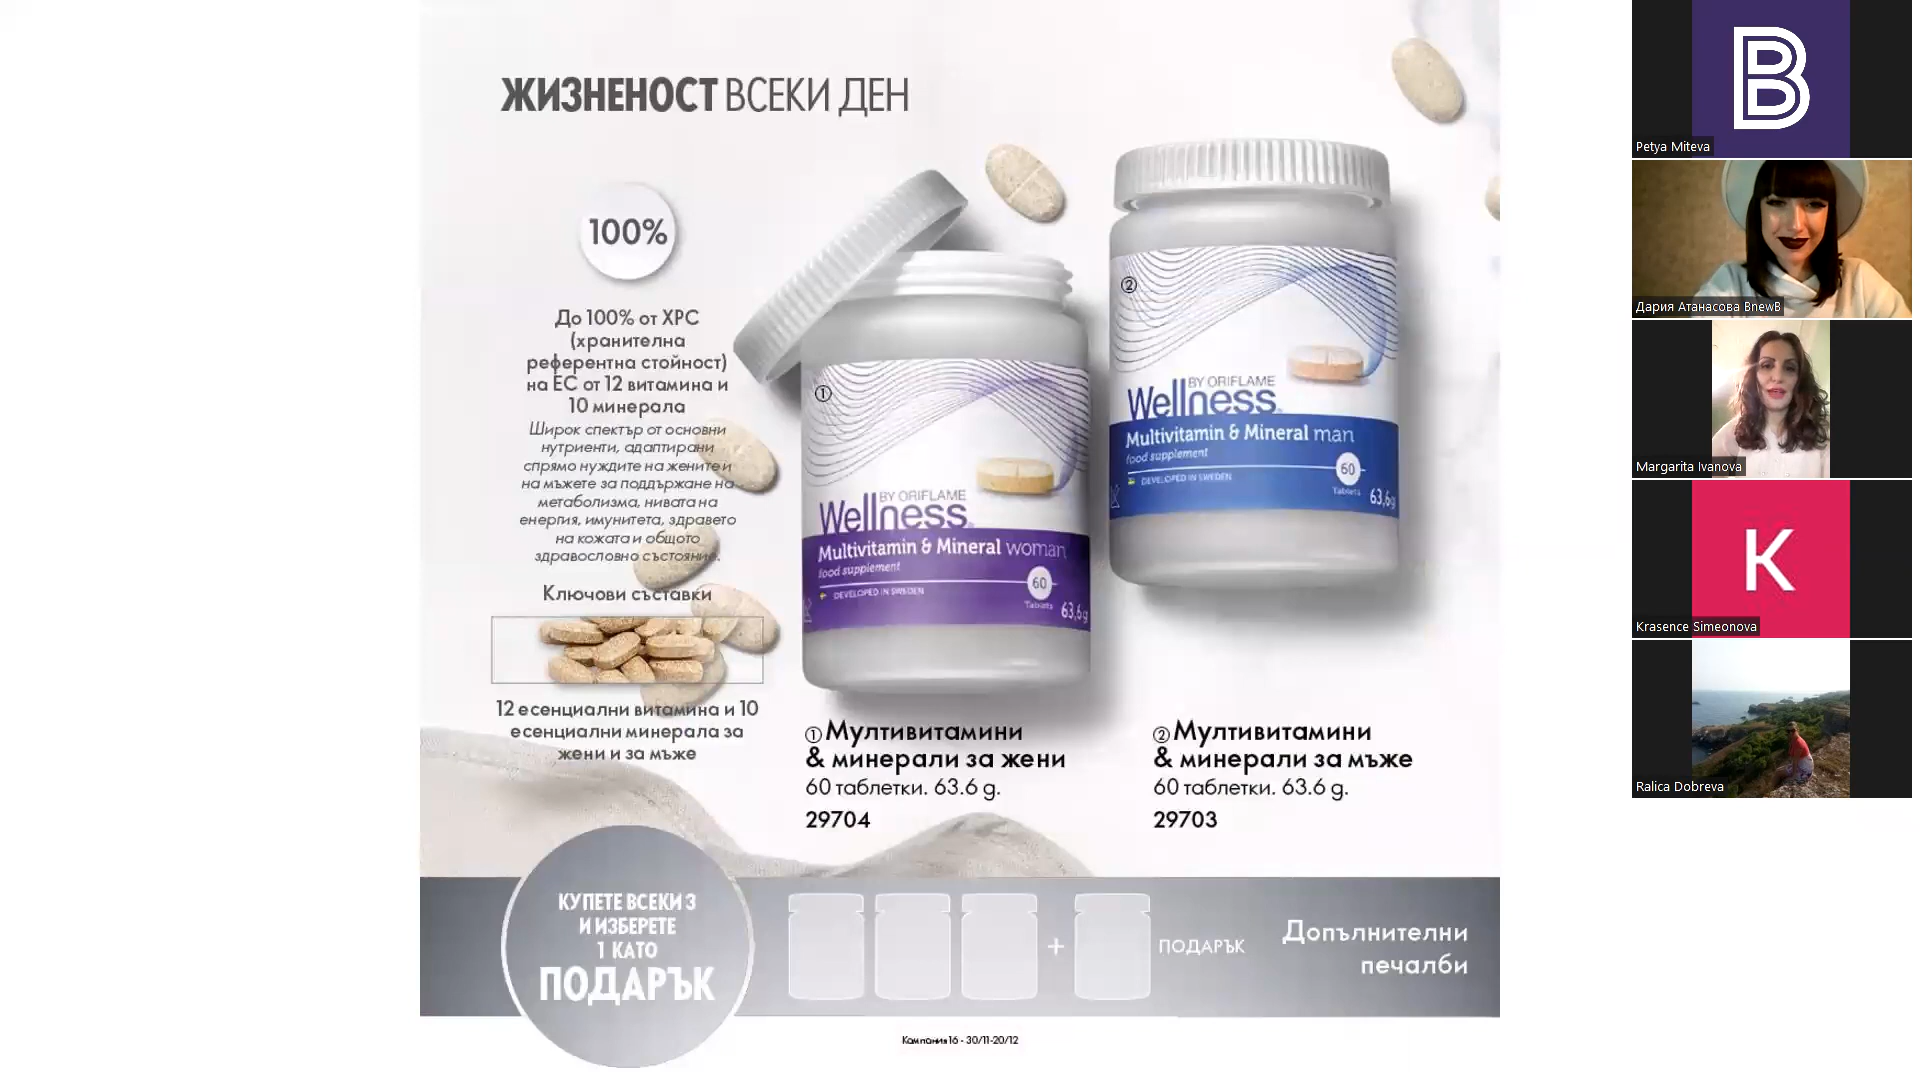 ЖИЗНЕНОСТ ВСЕКИ ДЕН
100%
До 100% от ХРС
(хранителна
референтна стойност)
на ЕС от 12 витамина и
10 минерала
Широк спектър от основни
нутриенти, адаптирани
спрямо нуждите на жените и
на мъжете за поддържане на
метаболизма, нивата на
енергия, имунитета, здравето
на кожата и общото
здравословно състояние.
Ключови съставки
12 есенциални витамина и 10
есенциални минерала за
жени и за мъже
①
Wellness BY ORIFLAME
Multivitamin & Mineral woman
food supplement
DEVELOPED IN SWEDEN
60
Tablets
63,6g
②
Wellness BY ORIFLAME
Multivitamin & Mineral man
food supplement
DEVELOPED IN SWEDEN
60
Tablets
63,6g
① Мултивитамини
& минерали за жени
60 таблетки. 63.6 g.
29704
② Мултивитамини
& минерали за мъже
60 таблетки. 63.6 g.
29703
КУПЕТЕ ВСЕКИ 3
И ИЗБЕРЕТЕ
1 КАТО
ПОДАРЪК
+
ПОДАРЪК
Допълнителни
печалби
Кампания 16 - 30/11-20/12
B
Petya Miteva
Дария Атанасова BnewB
Margarita Ivanova
K
Krasence Simeonova
Ralica Dobreva